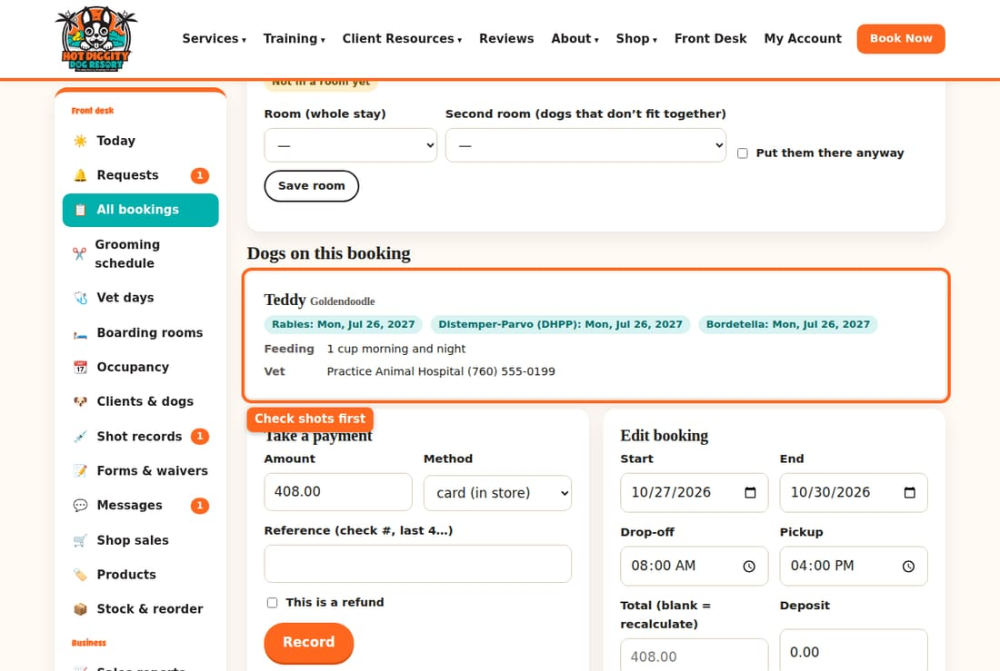 HOT DIGGITY
DOG RESORT
Services ▾
Training ▾
Client Resources ▾
Reviews
About ▾
Shop ▾
Front Desk
My Account
Book Now
Front desk
Today
Requests 1
All bookings
Grooming
schedule
Vet days
Boarding rooms
Occupancy
Clients & dogs
Shot records 1
Forms & waivers
Messages 1
Shop sales
Products
Stock & reorder
Business
Sales reports
Not in a room yet
Room (whole stay)
—
Second room (dogs that don’t fit together)
—
Put them there anyway
Save room
Dogs on this booking
Teddy Goldendoodle
Rabies: Mon, Jul 26, 2027
Distemper-Parvo (DHPP): Mon, Jul 26, 2027
Bordetella: Mon, Jul 26, 2027
Feeding 1 cup morning and night
Vet Practice Animal Hospital (760) 555-0199
Check shots first
Take a payment
Amount
408.00
Method
card (in store)
Reference (check #, last 4…)
This is a refund
Record
Edit booking
Start
10/27/2026
End
10/30/2026
Drop-off
08:00 AM
Pickup
04:00 PM
Total (blank =
recalculate)
408.00
Deposit
0.00